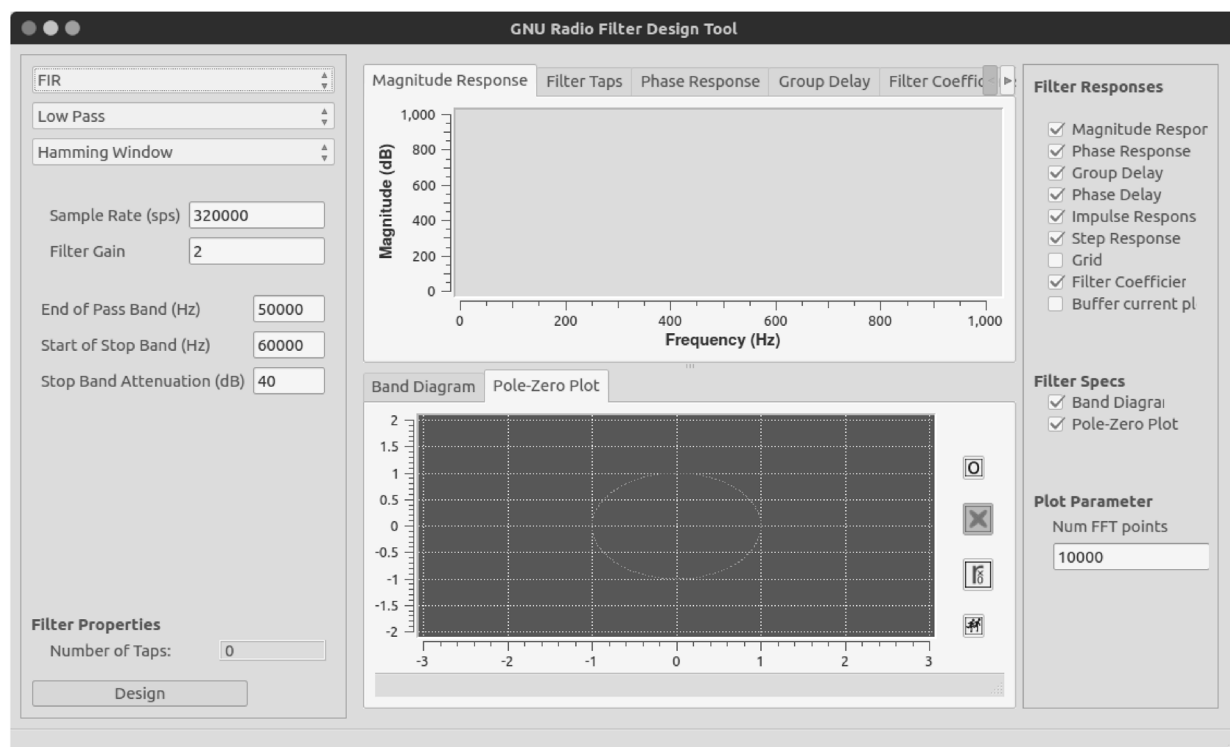 GNU Radio Filter Design Tool
FIR
Low Pass
Hamming Window
Sample Rate (sps) 320000
Filter Gain 2
End of Pass Band (Hz) 50000
Start of Stop Band (Hz) 60000
Stop Band Attenuation (dB) 40
Filter Properties
Number of Taps: 0
Design
Magnitude Response Filter Taps Phase Response Group Delay Filter Coeffic
1,000
800
600
400
200
0
Magnitude (dB)
0 200 400 600 800 1,000
Frequency (Hz)
Band Diagram Pole-Zero Plot
2
1.5
1
0.5
0
-0.5
-1
-1.5
-2
-3 -2 -1 0 1 2 3
Filter Responses
Magnitude Respor
Phase Response
Group Delay
Phase Delay
Impulse Respons
Step Response
Grid
Filter Coefficier
Buffer current pl
Filter Specs
Band Diagrai
Pole-Zero Plot
Plot Parameter
Num FFT points
10000